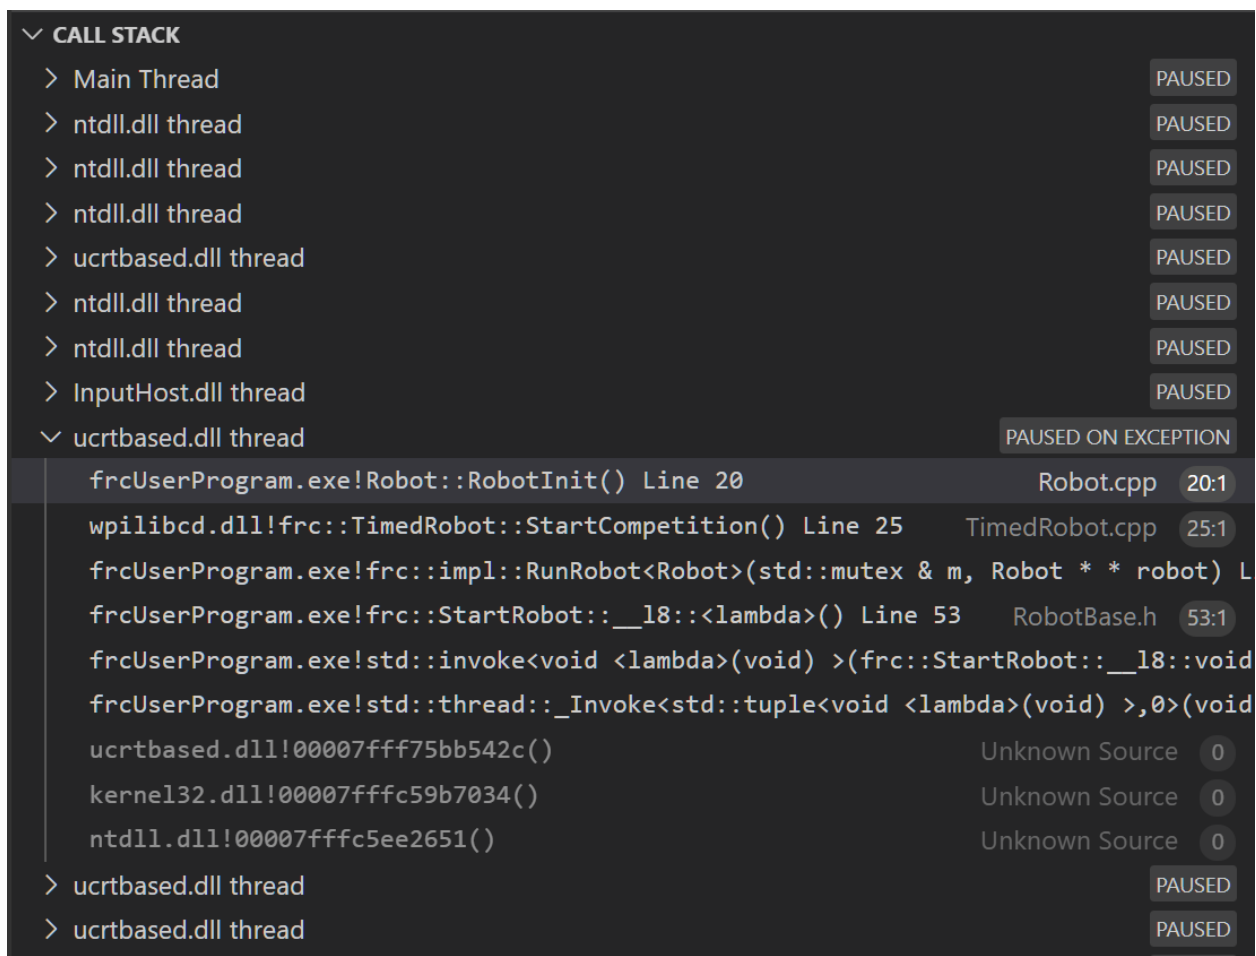 CALL STACK
Main Thread PAUSED
ntdll.dll thread PAUSED
ntdll.dll thread PAUSED
ntdll.dll thread PAUSED
ucrtbased.dll thread PAUSED
ntdll.dll thread PAUSED
ntdll.dll thread PAUSED
InputHost.dll thread PAUSED
ucrtbased.dll thread PAUSED ON EXCEPTION
frcUserProgram.exe!Robot::RobotInit() Line 20 Robot.cpp 20:1
wpilibcd.dll!frc::TimedRobot::StartCompetition() Line 25 TimedRobot.cpp 25:1
frcUserProgram.exe!frc::impl::RunRobot<Robot>(std::mutex & m, Robot * * robot) L
frcUserProgram.exe!frc::StartRobot::__l8::<lambda>() Line 53 RobotBase.h 53:1
frcUserProgram.exe!std::invoke<void <lambda>(void) >(frc::StartRobot::__l8::void
frcUserProgram.exe!std::thread::_Invoke<std::tuple<void <lambda>(void) >,0>(void
ucrtbased.dll!00007fff75bb542c() Unknown Source 0
kernel32.dll!00007fffc59b7034() Unknown Source 0
ntdll.dll!00007fffc5ee2651() Unknown Source 0
ucrtbased.dll thread PAUSED
ucrtbased.dll thread PAUSED